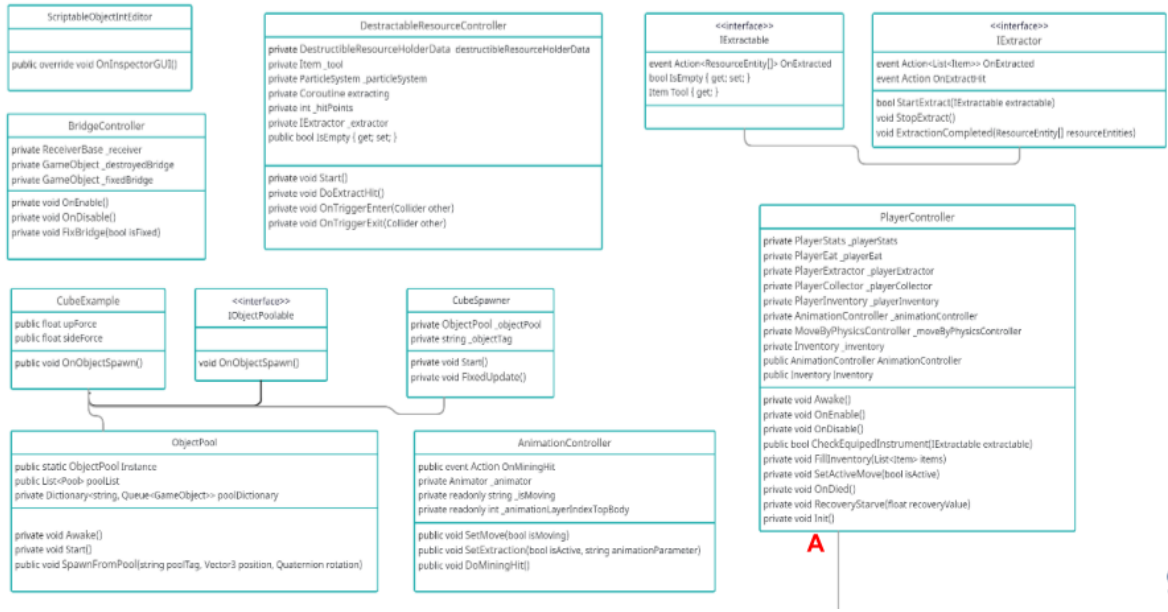 ScriptableObjectIntEditor
public override void OnInspectorGUI()
BridgeController
private ReceiverBase _receiver
private GameObject _destroyedBridge
private GameObject _fixedBridge
private void OnEnable()
private void OnDisable()
private void FixBridge(bool isFixed)
DestractableResourceController
private DestructibleResourceHolderData destructibleResourceHolderData
private Item _tool
private ParticleSystem _particleSystem
private Coroutine extracting
private int _hitPoints
private IExtractor _extractor
public bool IsEmpty { get; set; }
private void Start()
private void DoExtractHit()
private void OnTriggerEnter(Collider other)
private void OnTriggerExit(Collider other)
<<interface>>
IExtractable
event Action<ResourceEntity[]> OnExtracted
bool IsEmpty { get; set; }
Item Tool { get; }
<<interface>>
IExtractor
event Action<List<Item>> OnExtracted
event Action OnExtractHit
bool StartExtract(IExtractable extractable)
void StopExtract()
void ExtractionCompleted(ResourceEntity[] resourceEntities)
CubeExample
public float upForce
public float sideForce
public void OnObjectSpawn()
<<interface>>
IObjectPoolable
void OnObjectSpawn()
CubeSpawner
private ObjectPool _objectPool
private string _objectTag
private void Start()
private void FixedUpdate()
PlayerController
private PlayerStats _playerStats
private PlayerEat _playerEat
private PlayerExtractor _playerExtractor
private PlayerCollector _playerCollector
private PlayerInventory _playerInventory
private AnimationController _animationController
private MoveByPhysicsController _moveByPhysicsController
private Inventory _inventory
public AnimationController AnimationController
public Inventory Inventory
private void Awake()
private void OnEnable()
private void OnDisable()
public bool CheckEquipedInstrument(IExtractable extractable)
private void FillInventory(List<Item> items)
private void SetActiveMove(bool isActive)
private void OnDied()
private void RecoveryStarve(float recoveryValue)
private void Init()
A
ObjectPool
public static ObjectPool Instance
public List<Pool> poolList
private Dictionary<string, Queue<GameObject>> poolDictionary
private void Awake()
private void Start()
public void SpawnFromPool(string poolTag, Vector3 position, Quaternion rotation)
AnimationController
public event Action OnMiningHit
private Animator _animator
private readonly string _isMoving
private readonly int _animationLayerIndexTopBody
public void SetMove(bool isMoving)
public void SetExtraction(bool isActive, string animationParameter)
public void DoMiningHit()